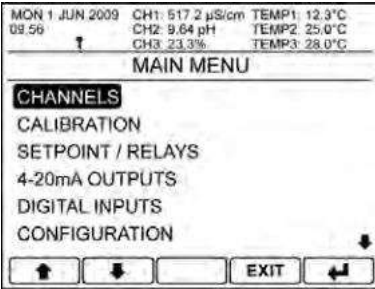 MON 1 JUN 2009 CH1: 517.2 µS/cm TEMP1: 12.3°C
09:56 CH2: 9.64 pH TEMP2: 25.0°C
CH3: 23.3% TEMP3: 28.0°C
MAIN MENU
CHANNELS
CALIBRATION
SETPOINT / RELAYS
4-20mA OUTPUTS
DIGITAL INPUTS
CONFIGURATION
EXIT